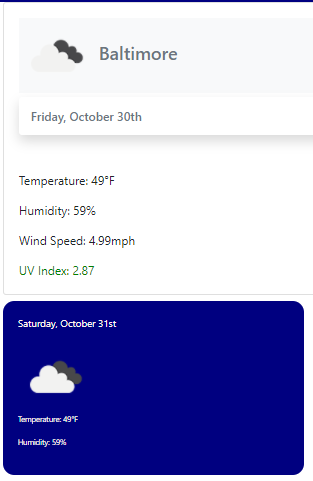 Baltimore
Friday, October 30th
Temperature: 49°F
Humidity: 59%
Wind Speed: 4.99mph
UV Index: 2.87
Saturday, October 31st
Temperature: 49°F
Humidity: 59%